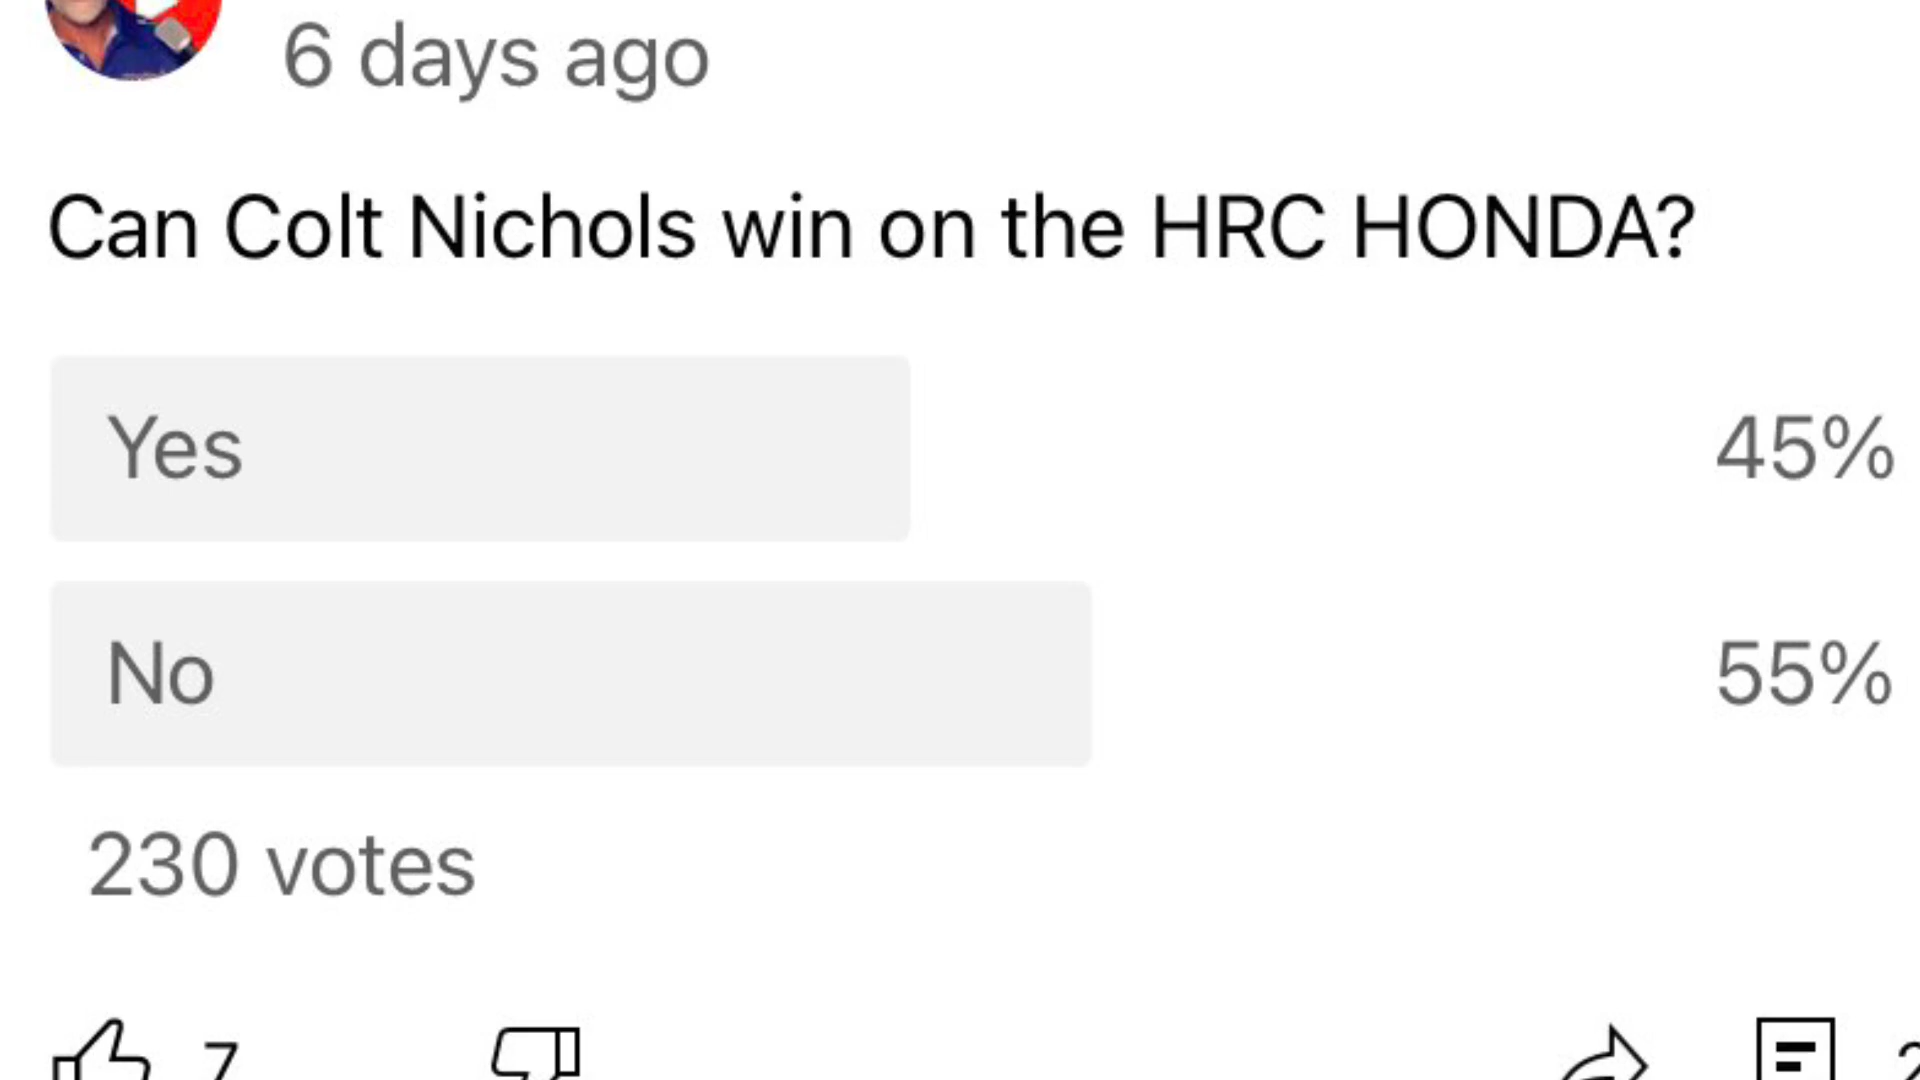 6 days ago
Can Colt Nichols win on the HRC HONDA?
Yes 45%
No 55%
230 votes
7